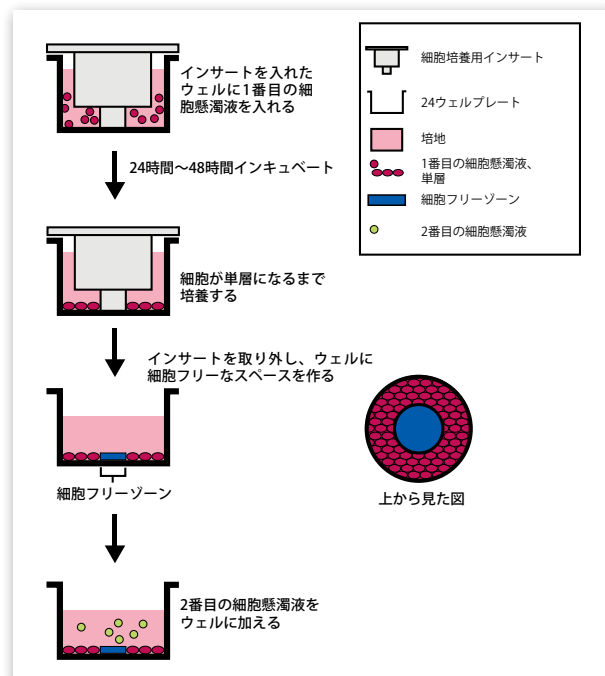 インサートを入れた
ウェルに1番目の細
胞懸濁液を入れる
24時間〜48時間インキュベート
細胞が単層になるまで
培養する
インサートを取り外し、ウェルに
細胞フリーなスペースを作る
細胞フリーゾーン
上から見た図
2番目の細胞懸濁液を
ウェルに加える
細胞培養用インサート
24ウェルプレート
培地
1番目の細胞懸濁液、
単層
細胞フリーゾーン
2番目の細胞懸濁液